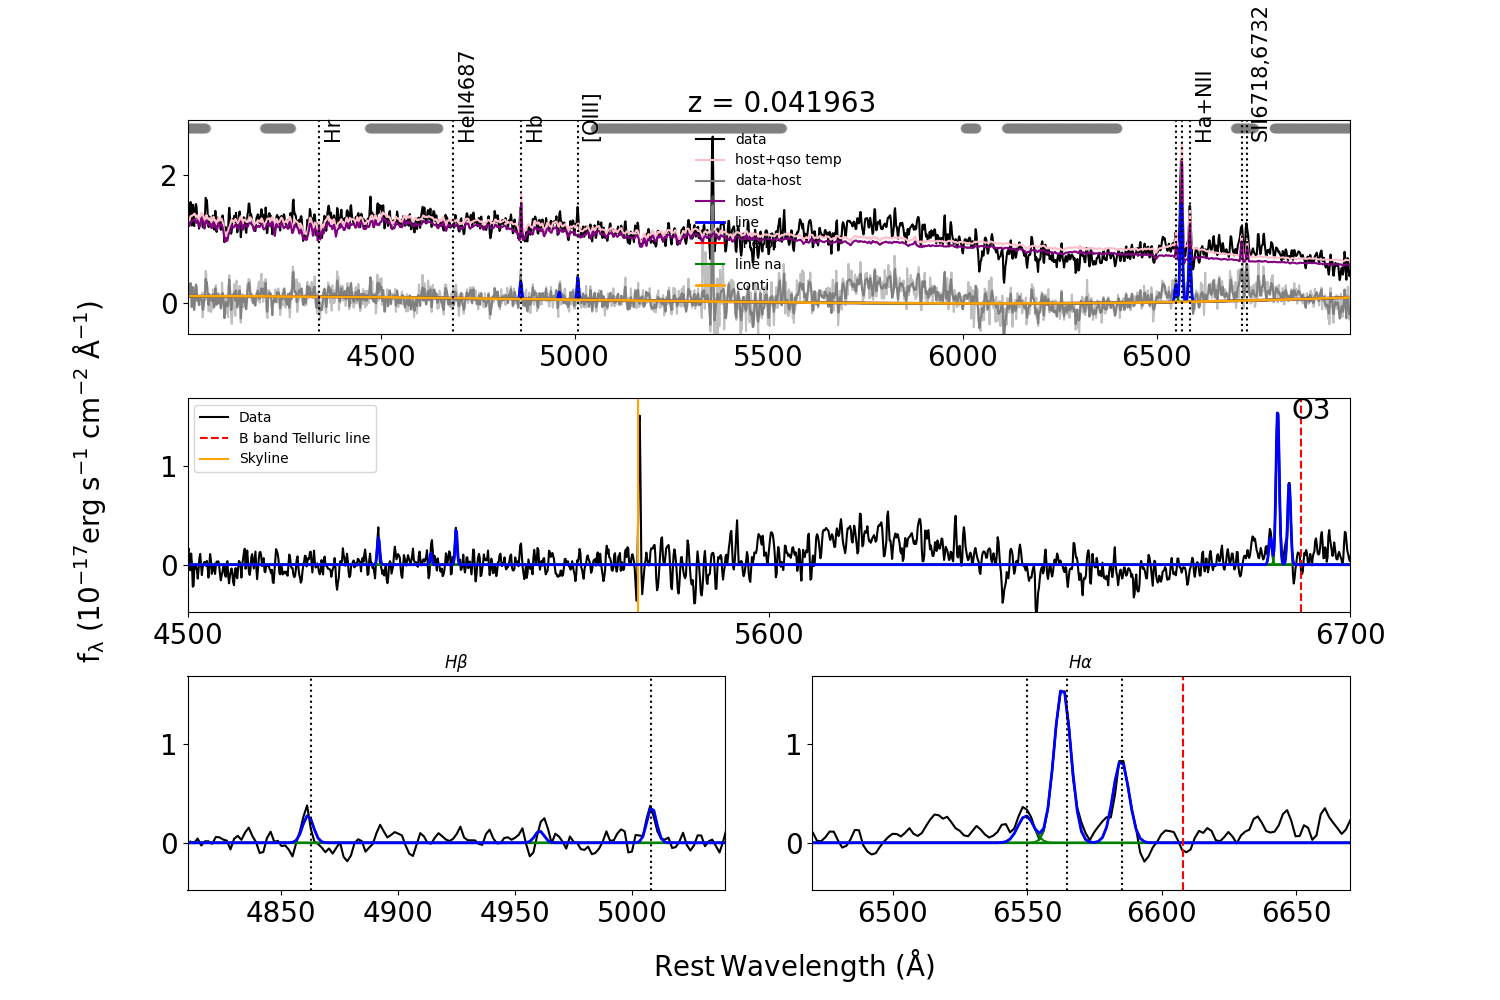 z = 0.041963
Hr
HeII4687
Hb
[OIII]
Ha+NII
SII6718,6732
data
host+qso temp
data-host
host
line
line na
conti
2
0
4500
5000
5500
6000
6500
fλ (10−17erg s−1 cm−2 Å−1)
Data
B band Telluric line
Skyline
O3
1
0
4500
5600
6700
Hβ
1
0
4850
4900
4950
5000
Hα
1
0
6500
6550
6600
6650
Rest Wavelength (Å)